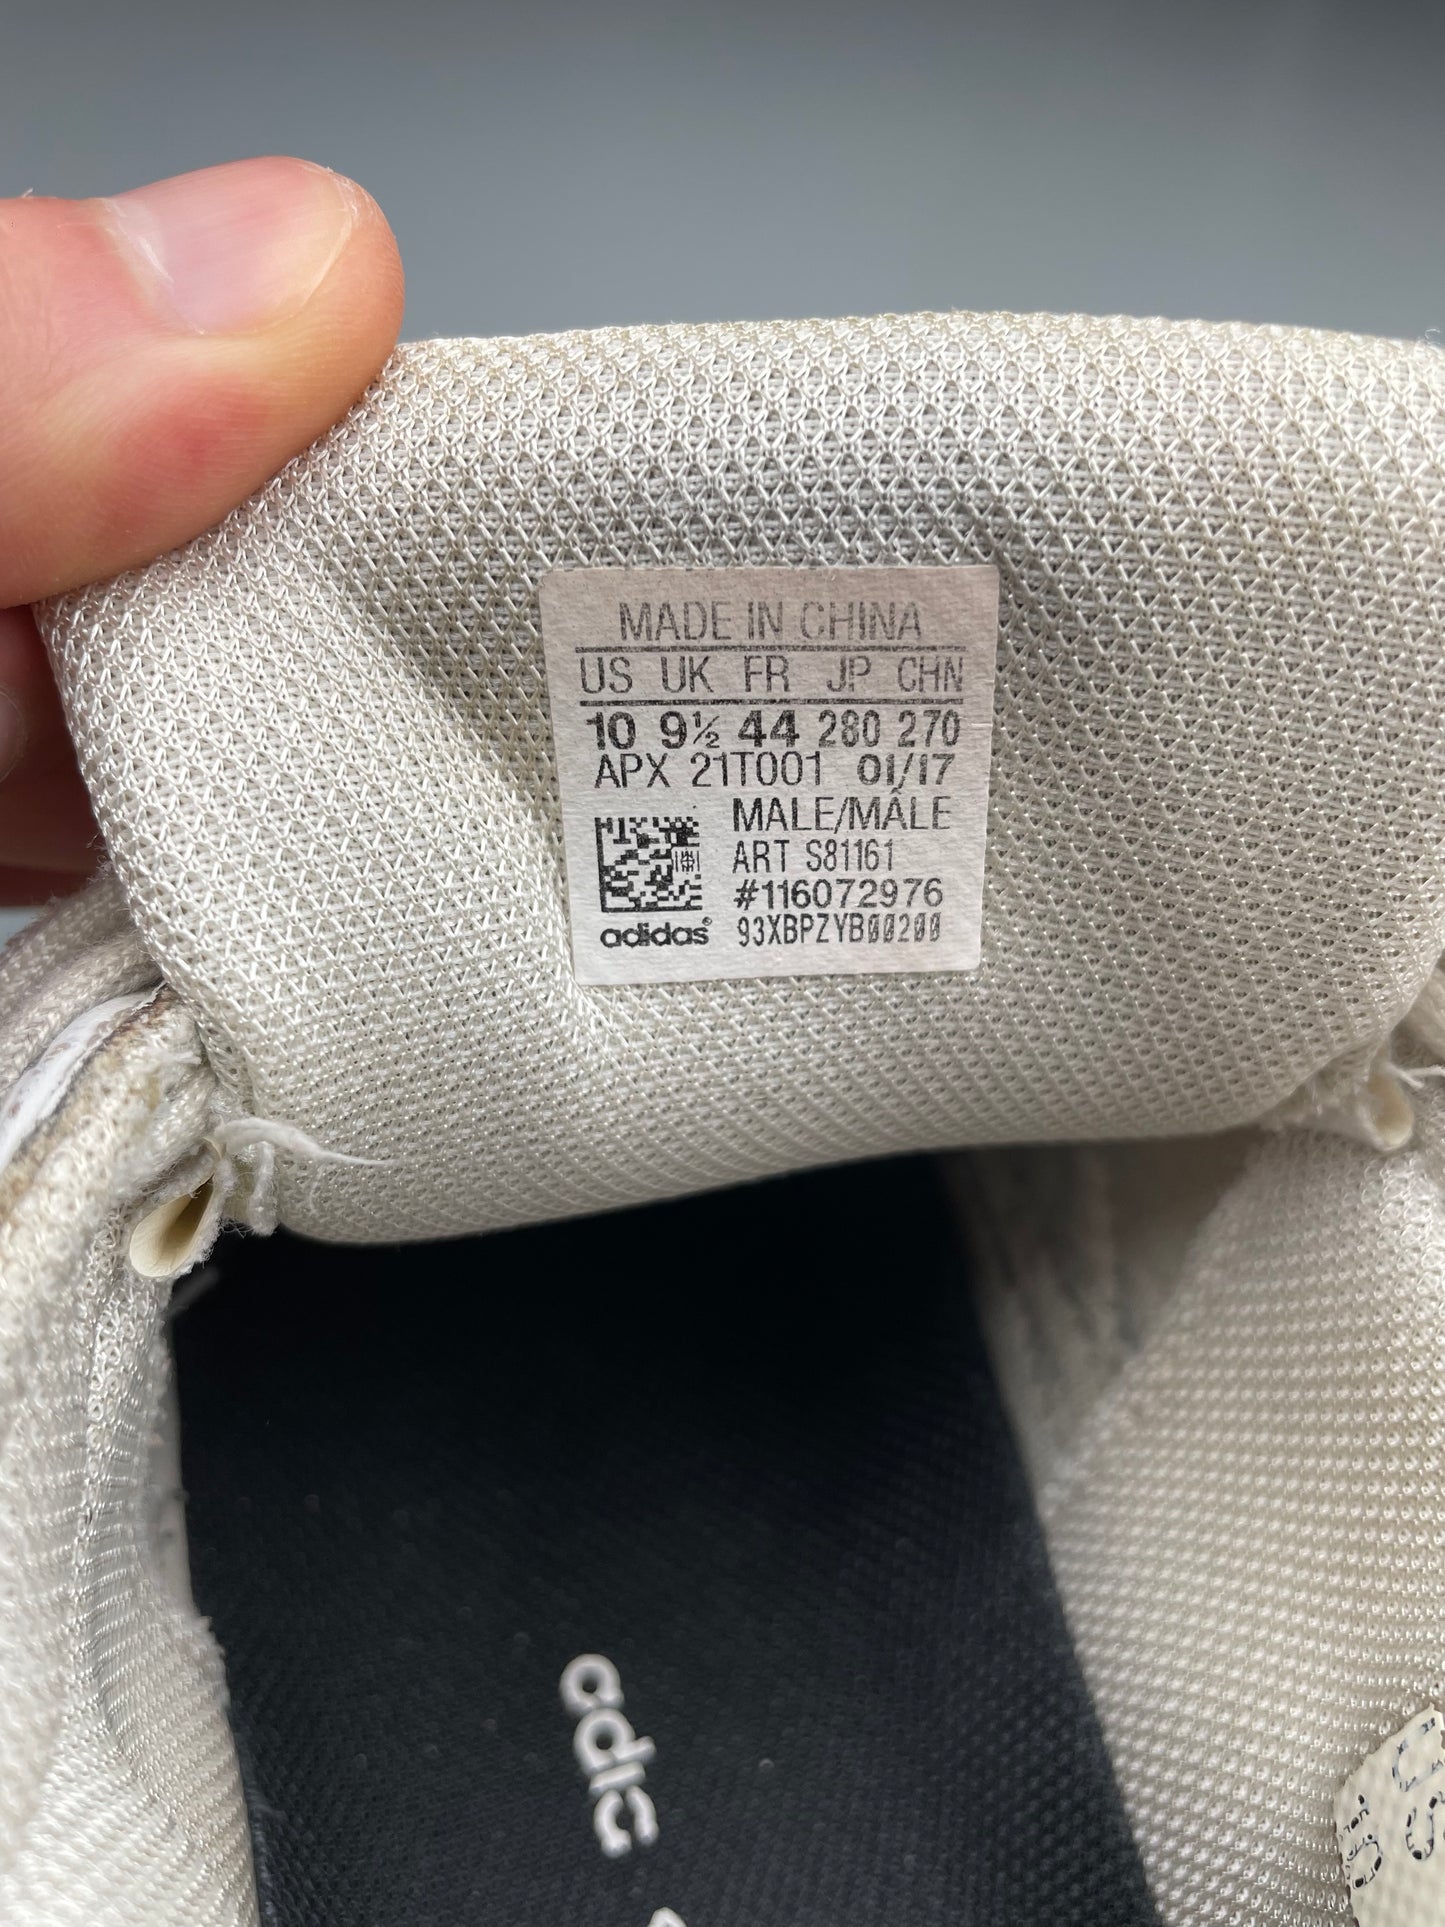 MADE IN CHINA
US UK FR JP CHN
10 9½ 44 280 270
APX 21T001 01/17
MALE/MÂLE
ART S81161
#116072976
adidas® 93XBPZYB00200